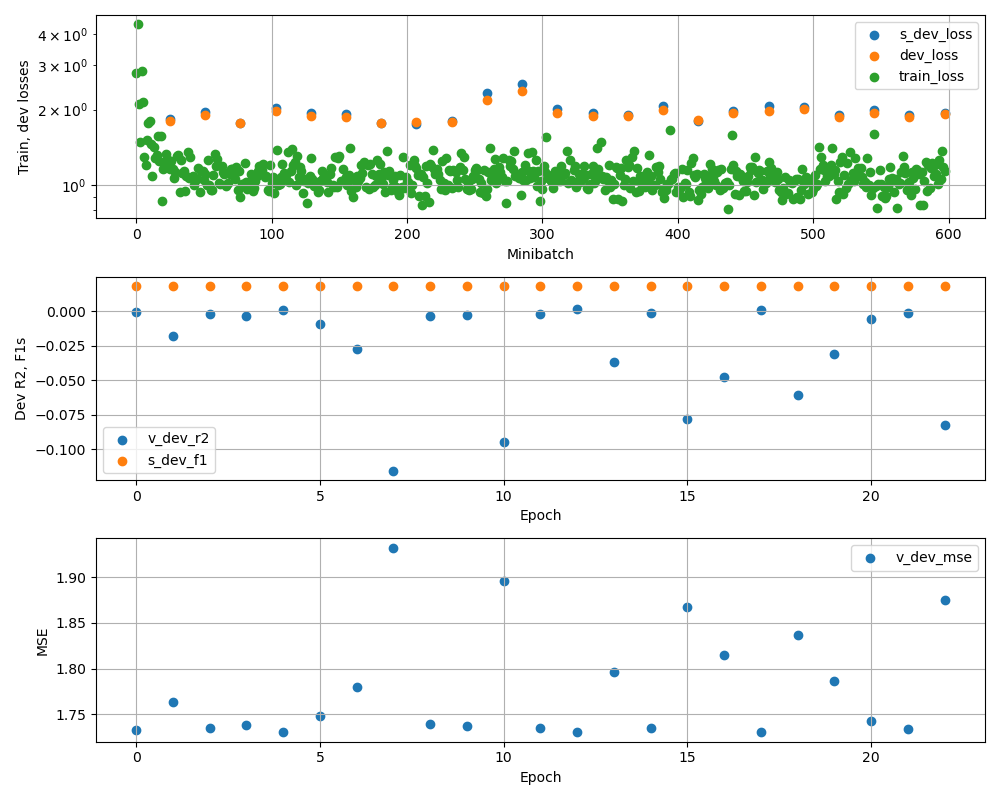 Train, dev losses
4 × 10⁰
3 × 10⁰
2 × 10⁰
10⁰
s_dev_loss
dev_loss
train_loss
0 100 200 300 400 500 600
Minibatch
Dev R2, F1s
0.000
−0.025
−0.050
−0.075
−0.100
v_dev_r2
s_dev_f1
0 5 10 15 20
Epoch
MSE
1.90
1.85
1.80
1.75
v_dev_mse
0 5 10 15 20
Epoch